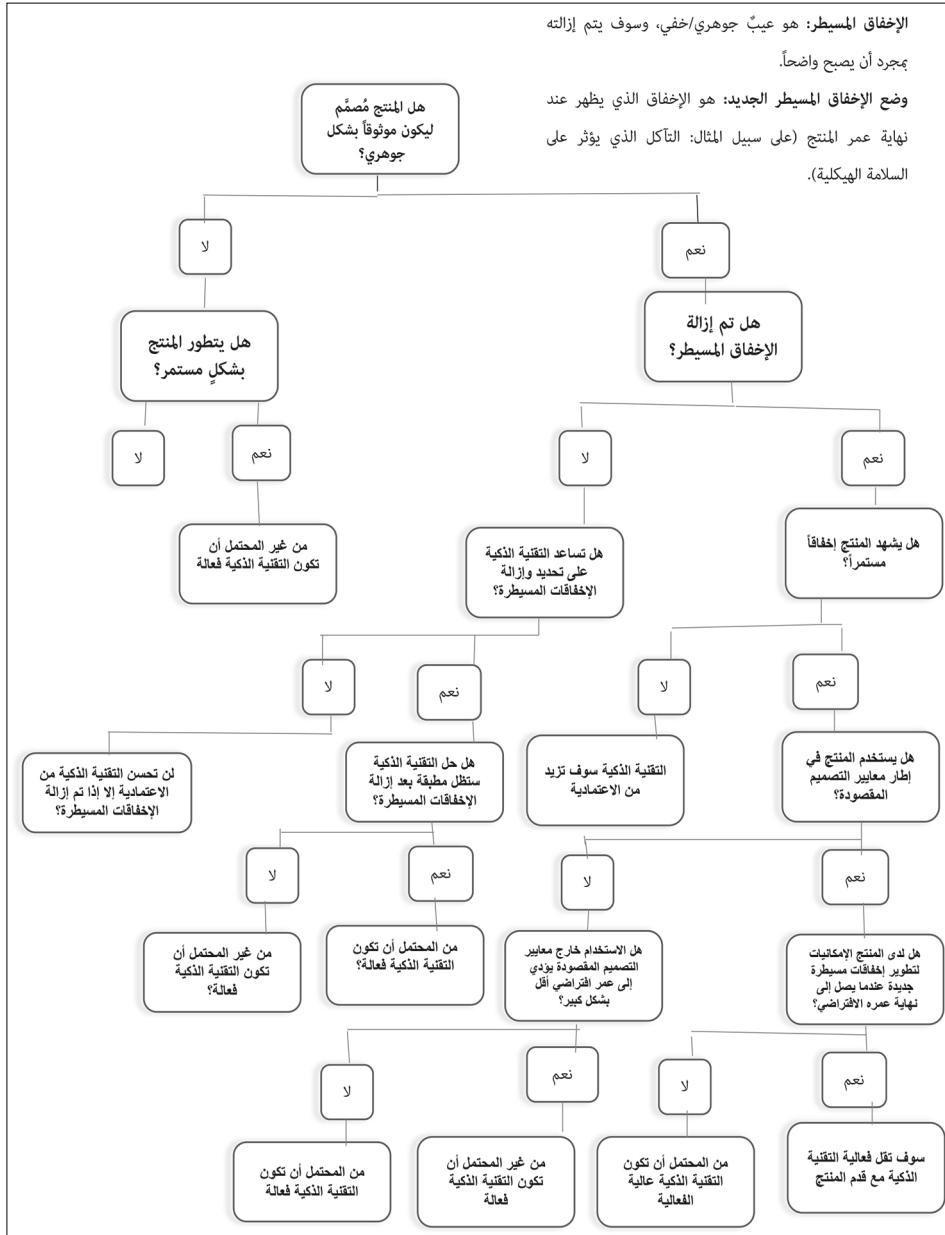 الإخفاق المسيطر: هو عيبٌ جوهري/خفي، وسوف يتم إزالته
بمجرد أن يصبح واضحاً.
وضع الإخفاق المسيطر الجديد: هو الإخفاق الذي يظهر عند
نهاية عمر المنتج (على سبيل المثال: التآكل الذي يؤثر على
السلامة الهيكلية).
هل المنتج مُصمَّم
ليكون موثوقاً بشكل
جوهري؟
نعم
لا
هل تم إزالة
الإخفاق المسيطر؟
هل يتطور المنتج
بشكلٍ مستمر؟
نعم
لا
نعم
لا
هل يشهد المنتج إخفاقاً
مستمراً؟
هل تساعد التقنية الذكية
على تحديد وإزالة
الإخفاقات المسيطرة؟
من غير المحتمل أن
تكون التقنية الذكية فعالة
نعم
لا
نعم
لا
هل يستخدم المنتج في
إطار معايير التصميم
المقصودة؟
التقنية الذكية سوف تزيد
من الاعتمادية
هل حل التقنية الذكية
ستظل مطبقة بعد إزالة
الإخفاقات المسيطرة؟
لن تحسن التقنية الذكية من
الاعتمادية إلا إذا تم إزالة
الإخفاقات المسيطرة؟
نعم
لا
نعم
لا
هل لدى المنتج الإمكانيات
لتطوير إخفاقات مسيطرة
جديدة عندما يصل إلى
نهاية عمره الافتراضي؟
هل الاستخدام خارج معايير
التصميم المقصودة يؤدي
إلى عمر افتراضي أقل
بشكل كبير؟
من المحتمل أن تكون
التقنية الذكية فعالة؟
من غير المحتمل أن
تكون التقنية الذكية
فعالة؟
نعم
لا
نعم
لا
سوف تقل فعالية التقنية
الذكية مع قدم المنتج
من المحتمل أن تكون
التقنية الذكية عالية
الفعالية
من غير المحتمل أن
تكون التقنية الذكية
فعالة
من المحتمل أن تكون
التقنية الذكية فعالة